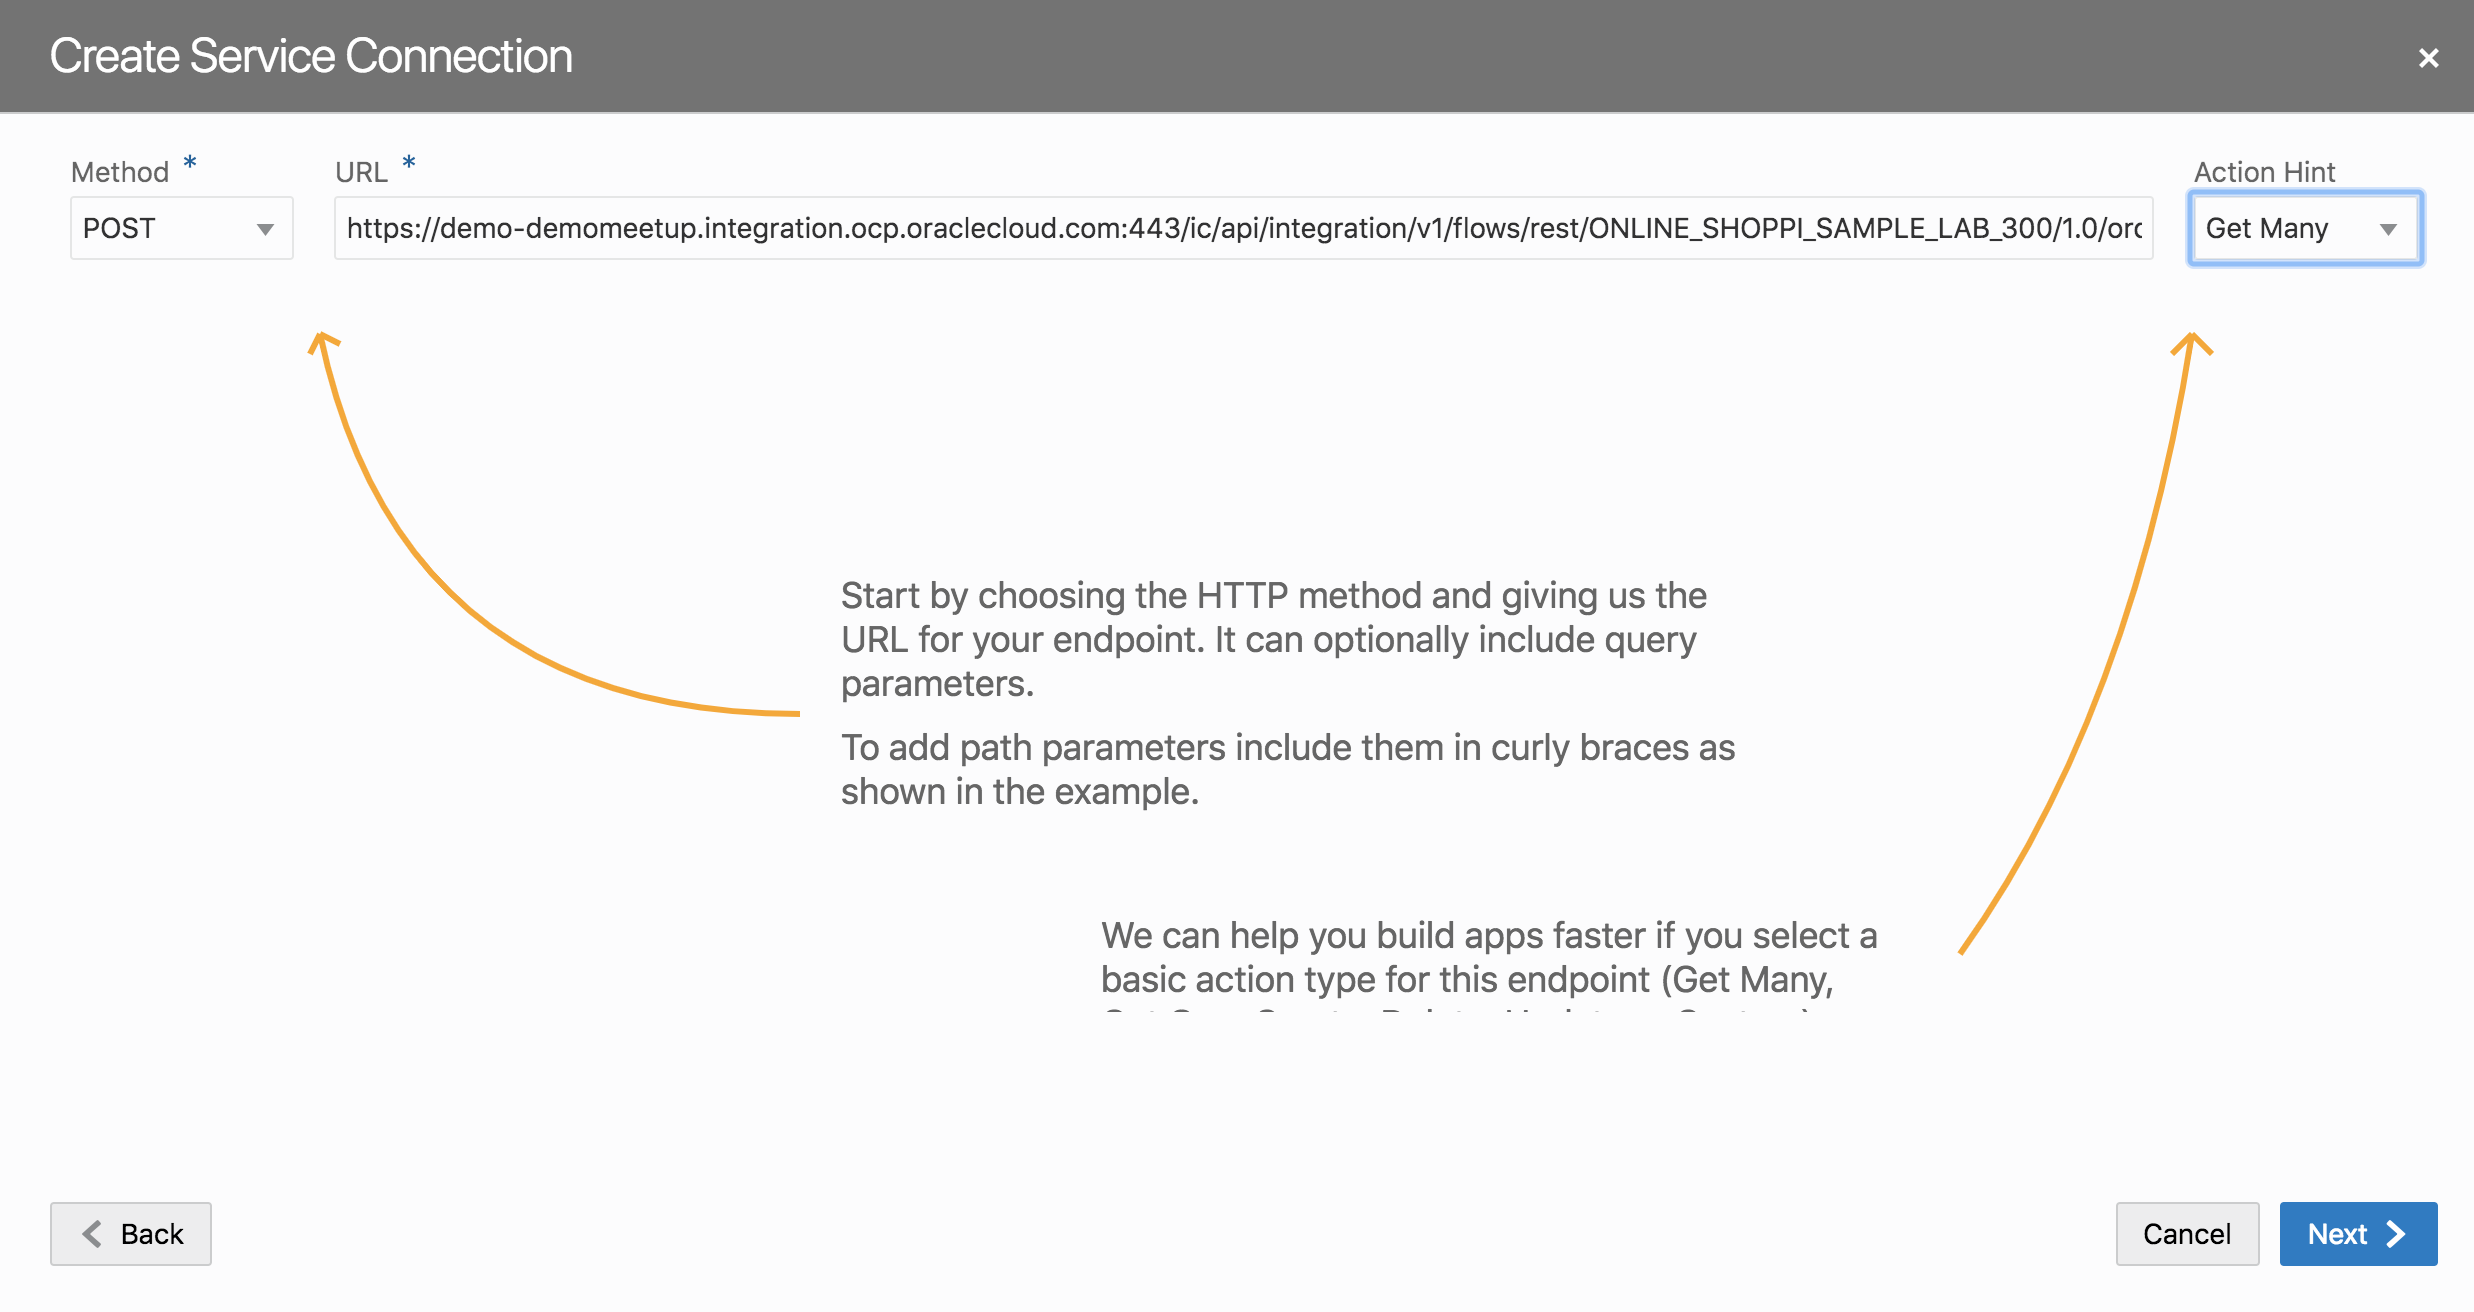 Create Service Connection
Method *
URL *
Action Hint
POST
https://demo-demomeetup.integration.ocp.oraclecloud.com:443/ic/api/integration/v1/flows/rest/ONLINE_SHOPPI_SAMPLE_LAB_300/1.0/orc
Get Many
Start by choosing the HTTP method and giving us the
URL for your endpoint. It can optionally include query
parameters.
To add path parameters include them in curly braces as
shown in the example.
We can help you build apps faster if you select a
basic action type for this endpoint (Get Many,
Back
Cancel
Next